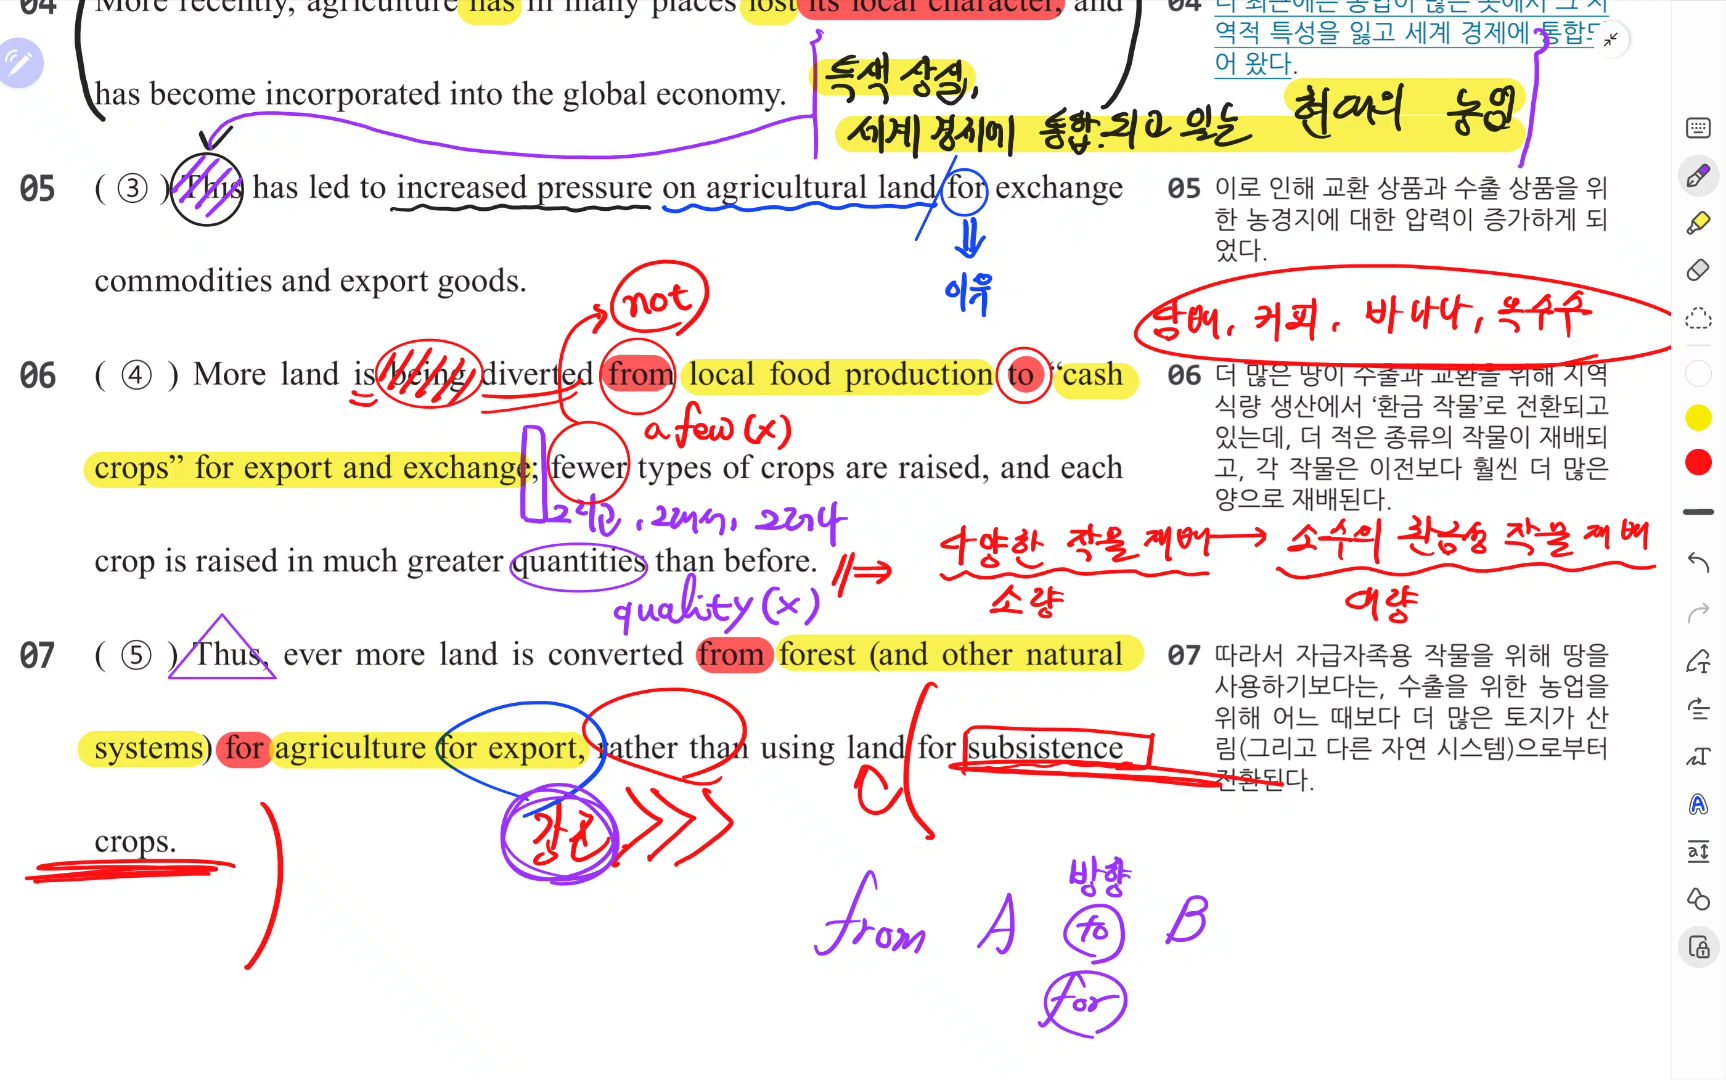 04 More recently, agriculture has in many places lost its local character, and
has become incorporated into the global economy.
특색 상실,
세계 경제에 통합.되고 있는 현대의 농업
04
역적 특성을 잃고 세계 경제에 통합되
어 왔다.
05 ( ③ ) This has led to increased pressure on agricultural land for exchange
commodities and export goods.
이유
05 이로 인해 교환 상품과 수출 상품을 위
한 농경지에 대한 압력이 증가하게 되
었다.
담배, 커피, 바나나, 옥수수
not
06 ( ④ ) More land is being diverted from local food production to “cash
a few (x)
crops” for export and exchange; fewer types of crops are raised, and each
그리고, 그래서, 그러나
crop is raised in much greater quantities than before.
quality (x)
06 더 많은 땅이 수출과 교환을 위해 지역
식량 생산에서 ‘환금 작물’로 전환되고
있는데, 더 적은 종류의 작물이 재배되
고, 각 작물은 이전보다 훨씬 더 많은
양으로 재배된다.
⇒ 다양한 작물 재배 → 소수의 환금성 작물 재배
소량 대량
07 ( ⑤ ) Thus, ever more land is converted from forest (and other natural
systems) for agriculture for export, rather than using land for subsistence
crops.
강조 >>>
07 따라서 자급자족용 작물을 위해 땅을
사용하기보다는, 수출을 위한 농업을
위해 어느 때보다 더 많은 토지가 산
림(그리고 다른 자연 시스템)으로부터
전환된다.
방향
from A to B
for